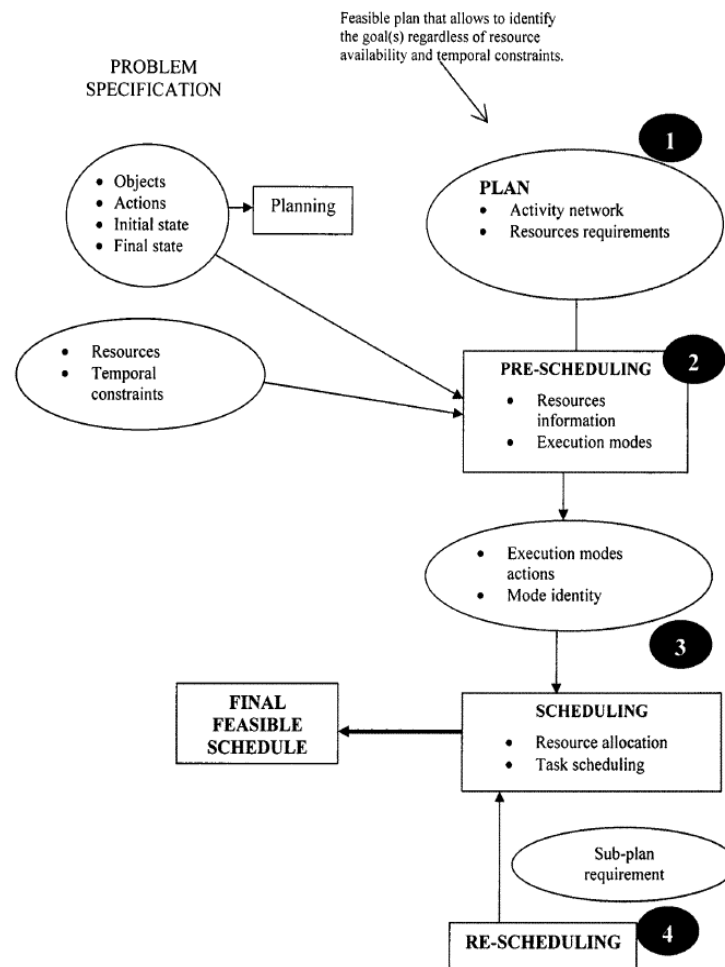 Feasible plan that allows to identify
the goal(s) regardless of resource
availability and temporal constraints.
PROBLEM
SPECIFICATION
1
• Objects
• Actions
• Initial state
• Final state
Planning
PLAN
• Activity network
• Resources requirements
• Resources
• Temporal
constraints
2
PRE-SCHEDULING
• Resources
information
• Execution modes
• Execution modes
actions
• Mode identity
3
FINAL
FEASIBLE
SCHEDULE
SCHEDULING
• Resource allocation
• Task scheduling
Sub-plan
requirement
RE-SCHEDULING
4